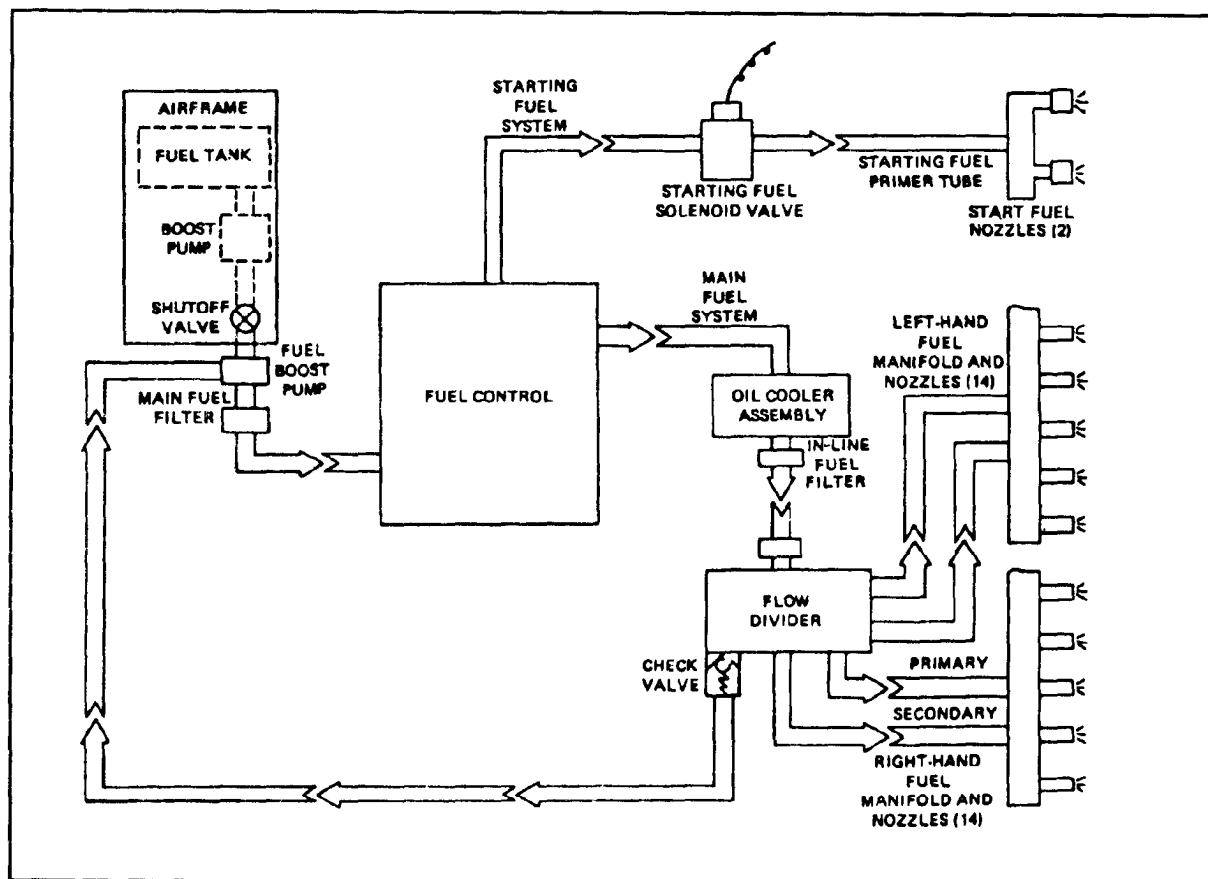 AIRFRAME
FUEL TANK
BOOST
PUMP
SHUTOFF
VALVE
FUEL
BOOST
PUMP
MAIN FUEL
FILTER
FUEL CONTROL
STARTING
FUEL
SYSTEM
STARTING FUEL
SOLENOID VALVE
STARTING FUEL
PRIMER TUBE
START FUEL
NOZZLES (2)
MAIN
FUEL
SYSTEM
OIL COOLER
ASSEMBLY
IN-LINE
FUEL
FILTER
LEFT-HAND
FUEL
MANIFOLD AND
NOZZLES (14)
FLOW
DIVIDER
CHECK
VALVE
PRIMARY
SECONDARY
RIGHT-HAND
FUEL
MANIFOLD AND
NOZZLES (14)